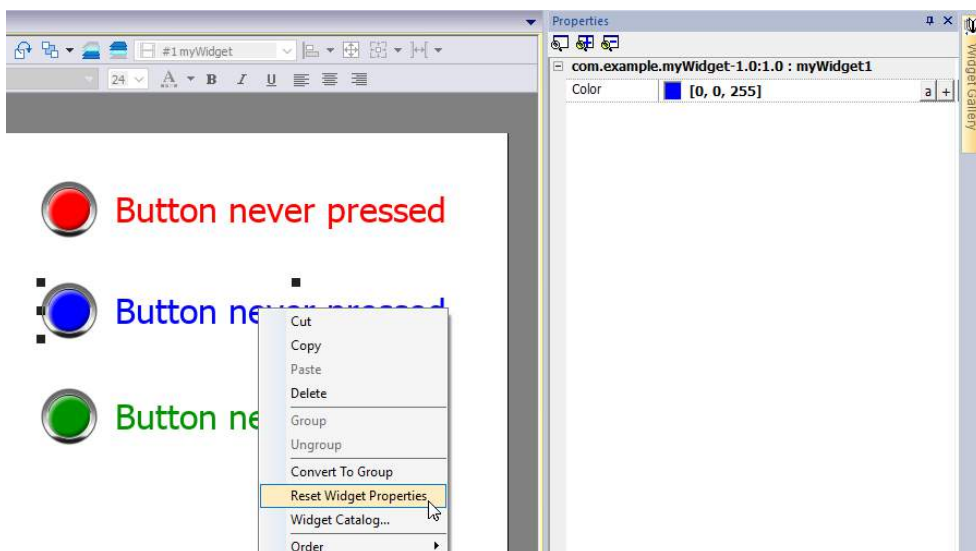 Properties
#1 myWidget
24 A B I U
com.example.myWidget-1.0:1.0 : myWidget1
Color [0, 0, 255] a +
Widget Gallery
Button never pressed
Button never pressed
Button ne
Cut
Copy
Paste
Delete
Group
Ungroup
Convert To Group
Reset Widget Properties
Widget Catalog...
Order